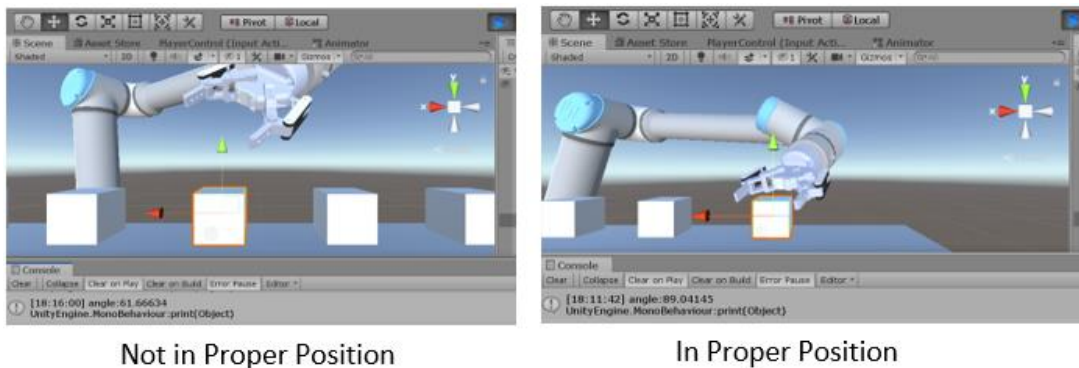 Pivot Local
Scene Asset Store PlayerControl (Input Acti... Animator
Shaded 2D 1 Gizmos
Y
X
Console
Clear Collapse Clear on Play Clear on Build Error Pause Editor
[18:16:00] angle:61.66634
UnityEngine.MonoBehaviour:print(Object)
Not in Proper Position
Pivot Local
Scene Asset Store PlayerControl (Input Acti... Animator
Shaded 2D 1 Gizmos
Y
X
Console
Clear Collapse Clear on Play Clear on Build Error Pause Editor
[18:11:42] angle:89.04145
UnityEngine.MonoBehaviour:print(Object)
In Proper Position